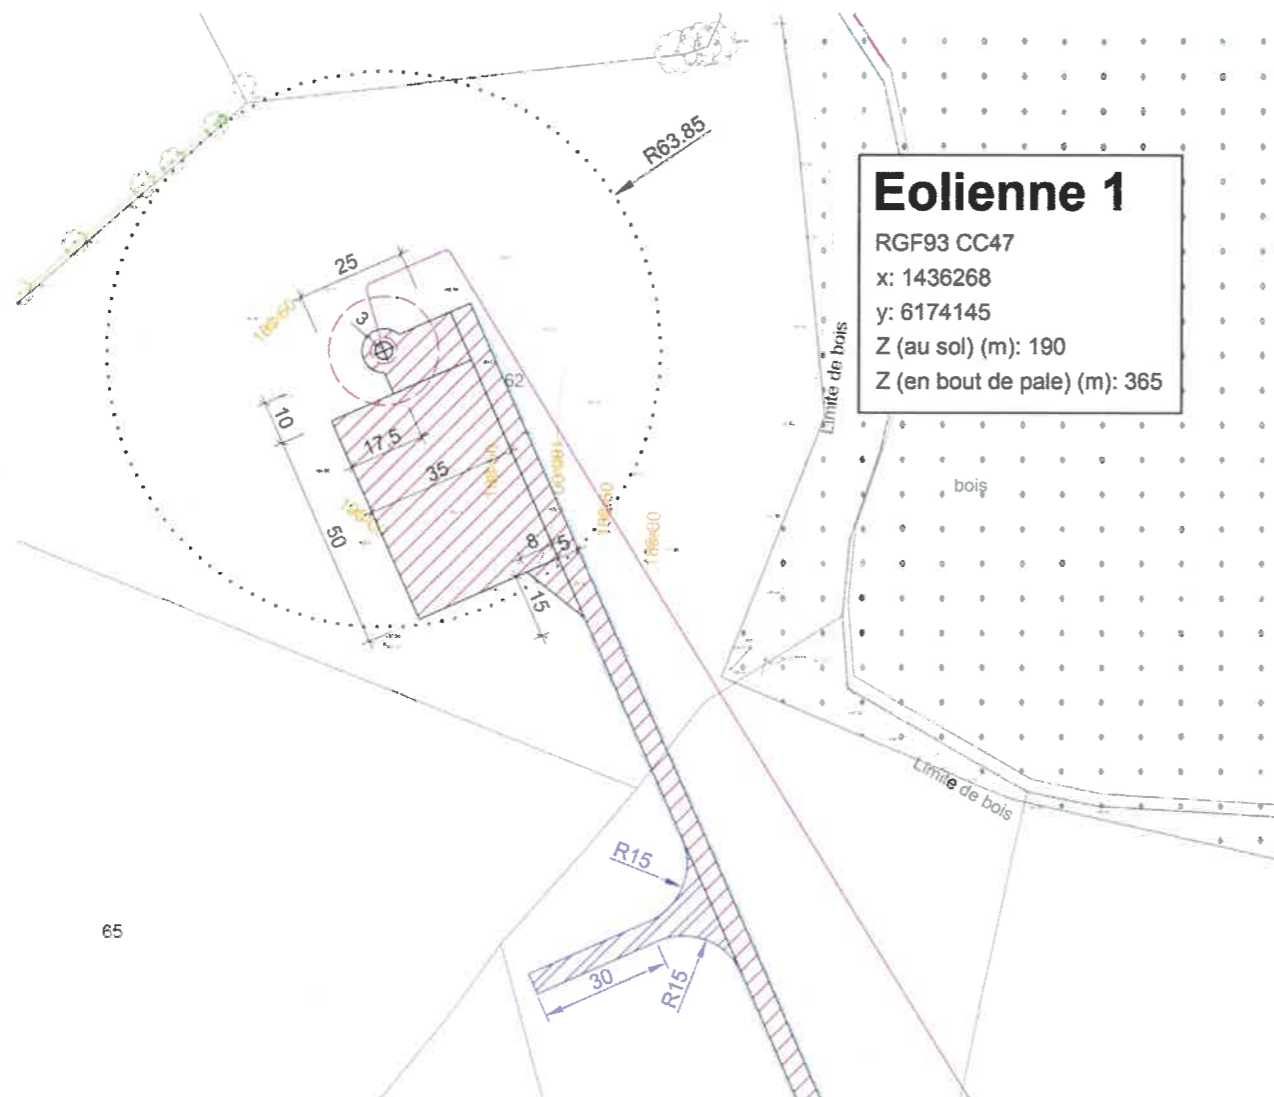 R63.85
Eolienne 1
RGF93 CC47
x: 1436268
y: 6174145
Z (au sol) (m): 190
Z (en bout de pale) (m): 365
25
3
62
Limite de bois
10
17,5
35
bois
50
8
5
15
Limite de bois
R15
65
30
R15